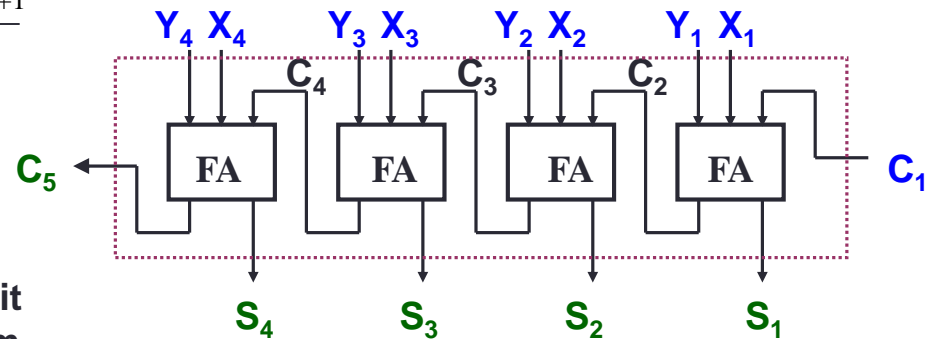 +1
Y4 X4 Y3 X3 Y2 X2 Y1 X1
C4 C3 C2
FA FA FA FA
C5 C1
it
S4 S3 S2 S1